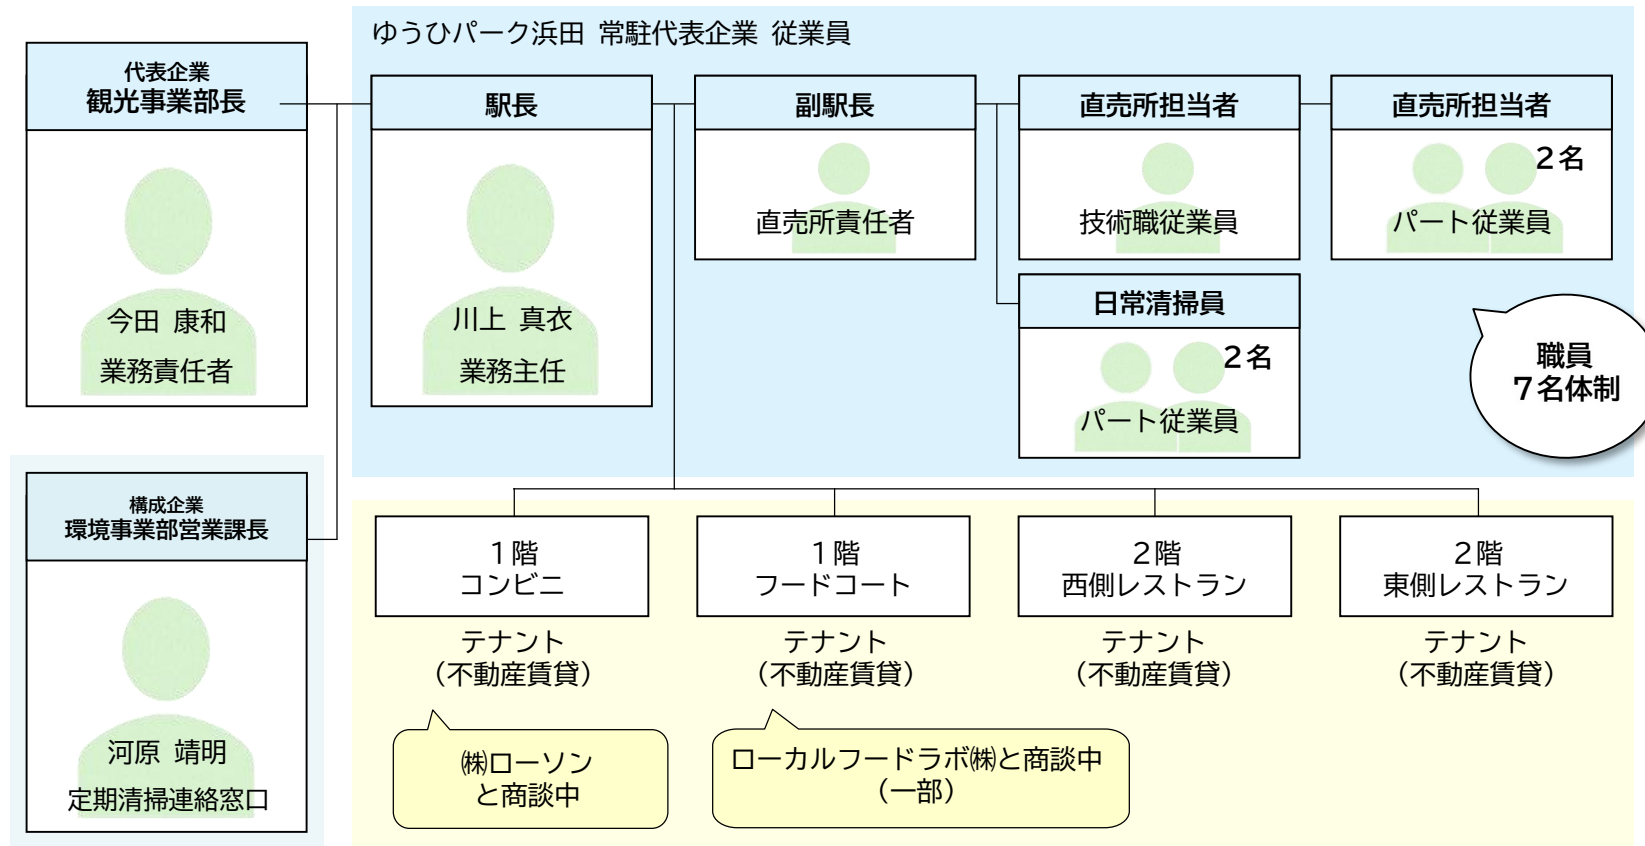 ゆうひパーク浜田 常駐代表企業 従業員
代表企業
観光事業部長
今田 康和
業務責任者
駅長
川上 真衣
業務主任
副駅長
直売所責任者
直売所担当者
技術職従業員
直売所担当者
2名
パート従業員
日常清掃員
2名
パート従業員
職員
7名体制
構成企業
環境事業部営業課長
河原 靖明
定期清掃連絡窓口
1階
コンビニ
テナント
(不動産賃貸)
㈱ローソン
と商談中
1階
フードコート
テナント
(不動産賃貸)
ローカルフードラボ㈱と商談中
(一部)
2階
西側レストラン
テナント
(不動産賃貸)
2階
東側レストラン
テナント
(不動産賃貸)